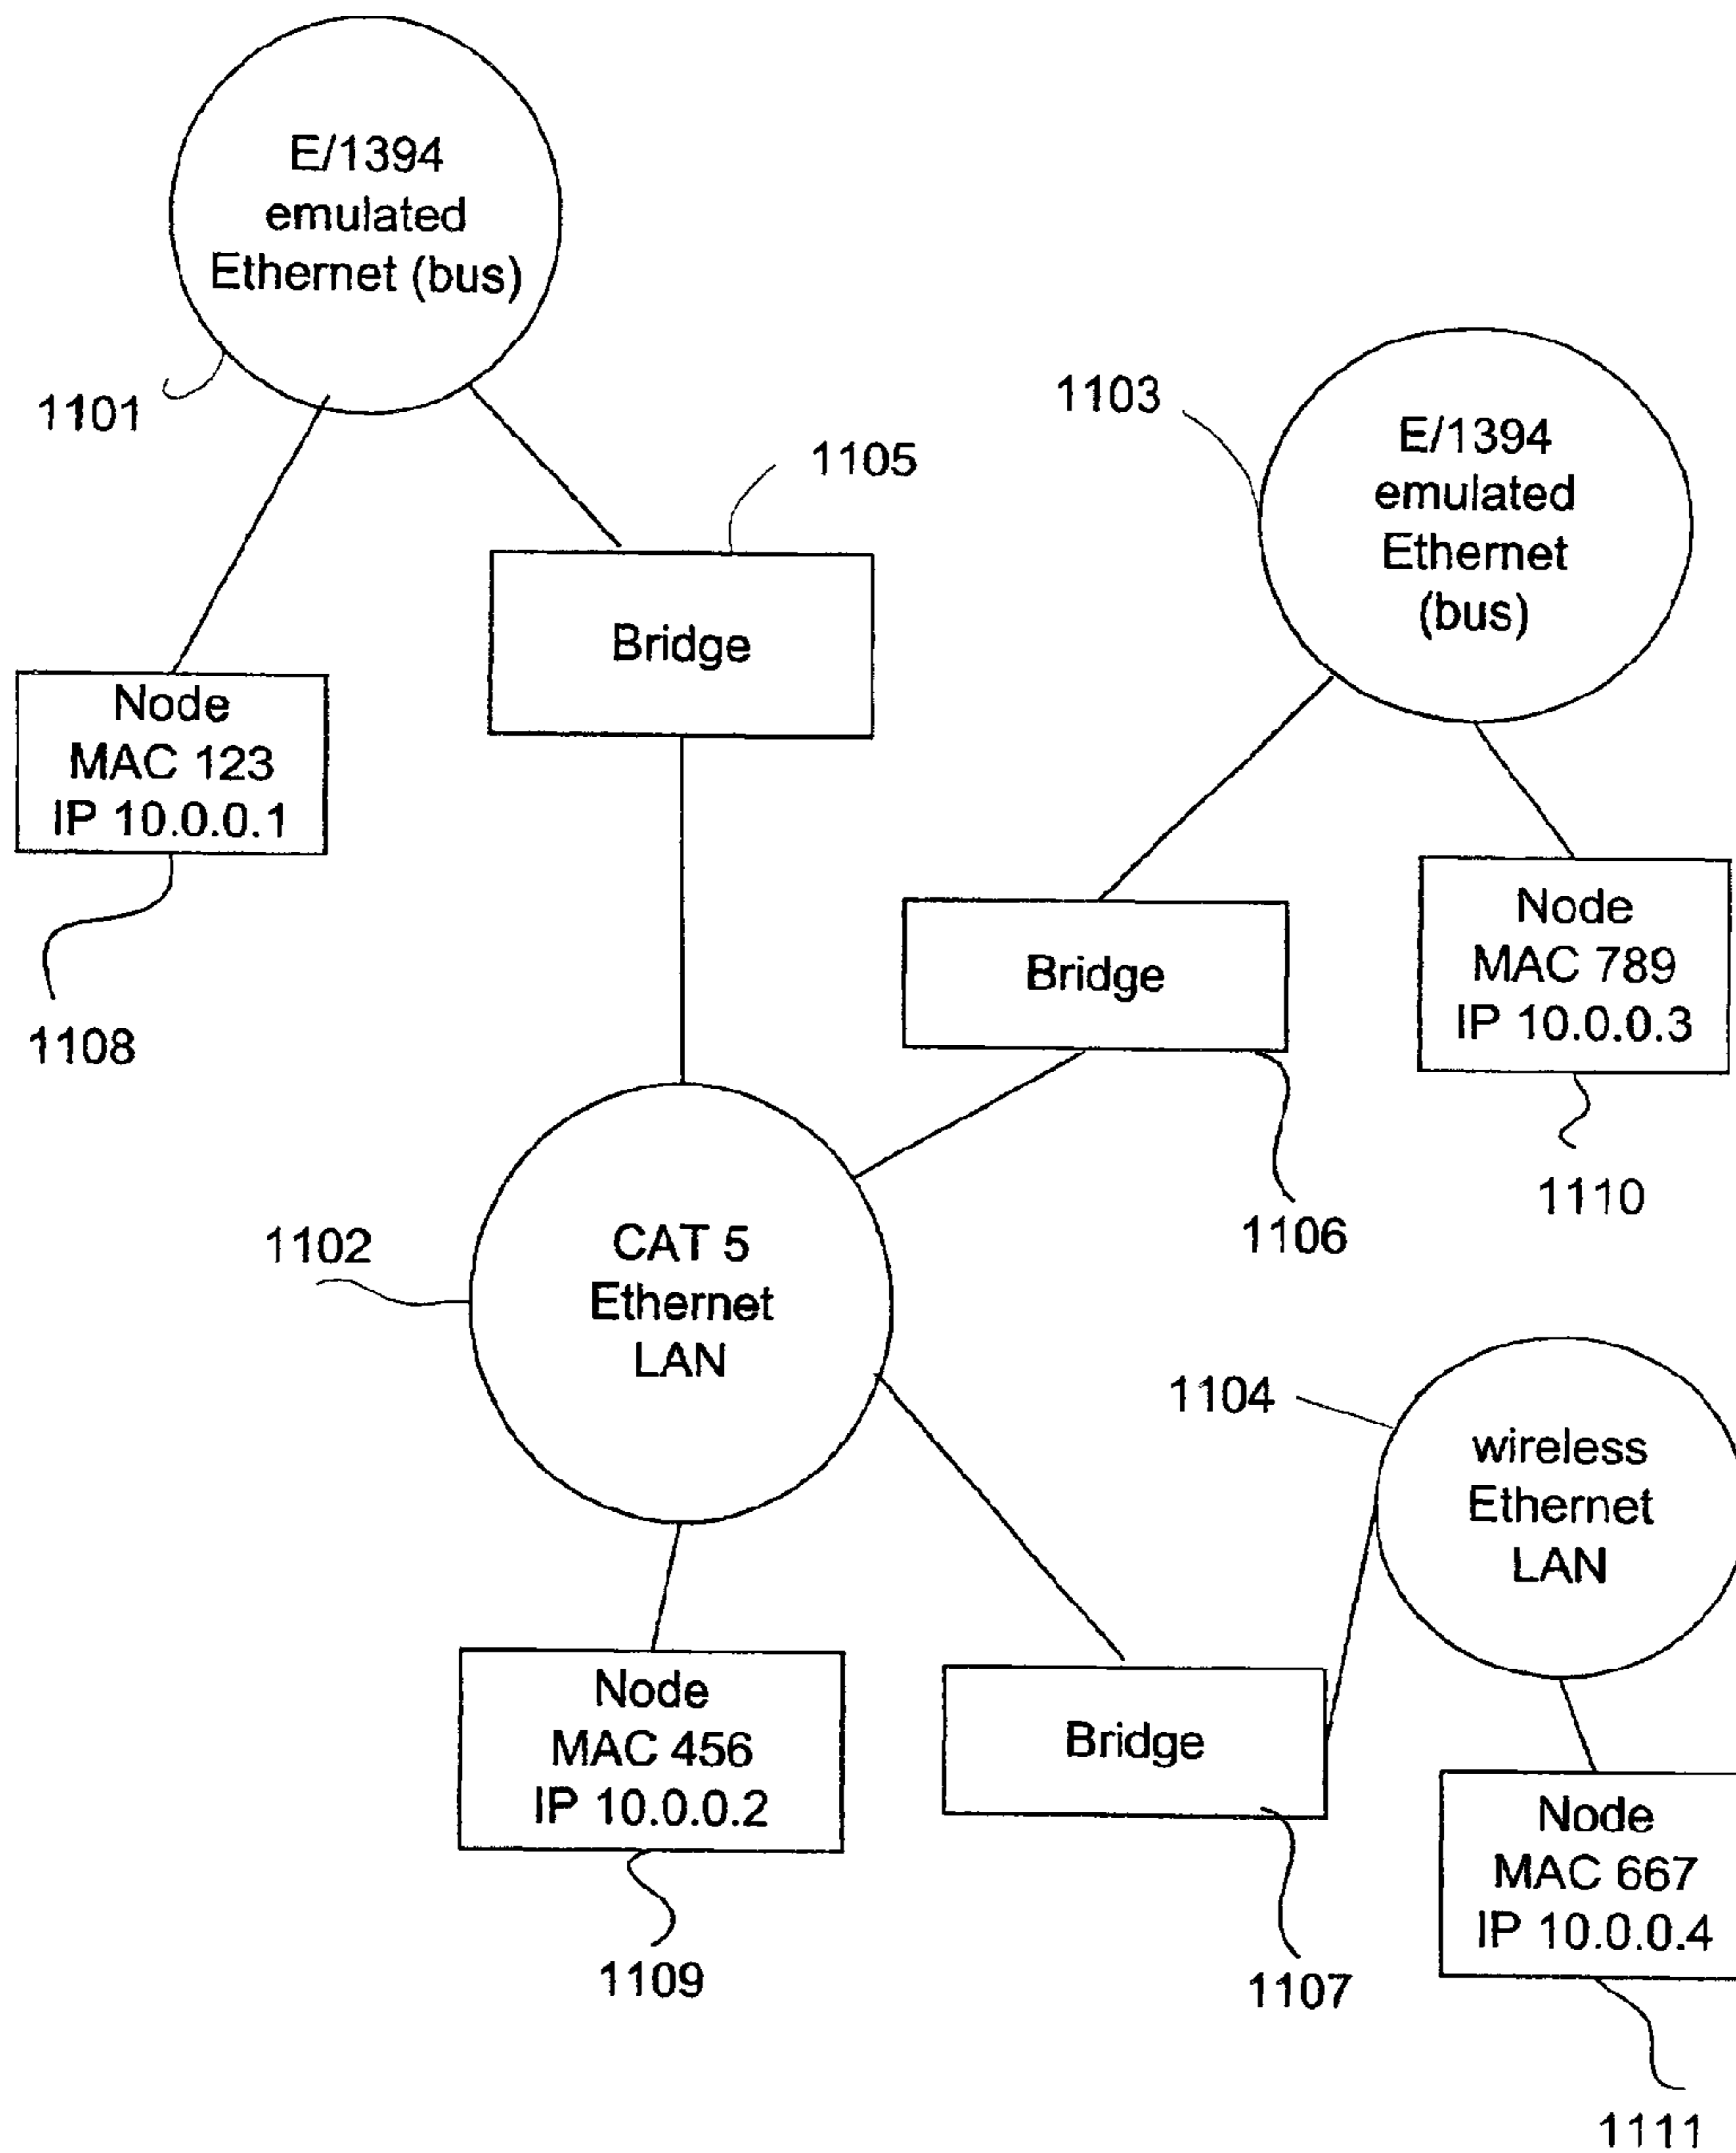 E/1394
emulated
Ethernet (bus)
1101
1103
E/1394
emulated
Ethernet
(bus)
1105
Bridge
Node
MAC 123
IP 10.0.0.1
1108
Bridge
Node
MAC 789
IP 10.0.0.3
1110
1106
1102
CAT 5
Ethernet
LAN
1104
wireless
Ethernet
LAN
Node
MAC 456
IP 10.0.0.2
1109
Bridge
1107
Node
MAC 667
IP 10.0.0.4
1111